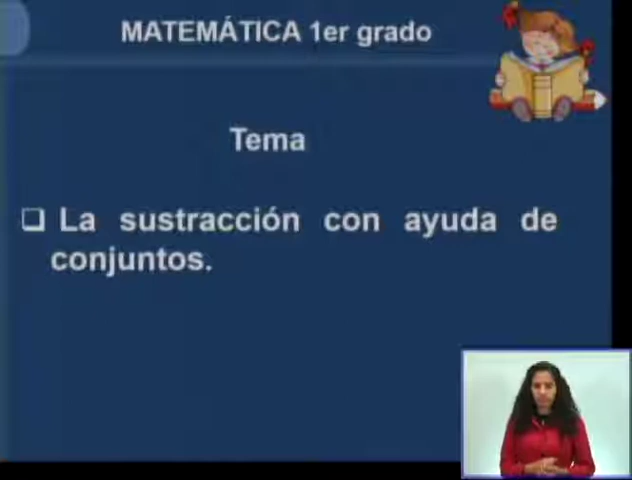 MATEMÁTICA 1er grado
Tema
❑ La sustracción con ayuda de
conjuntos.